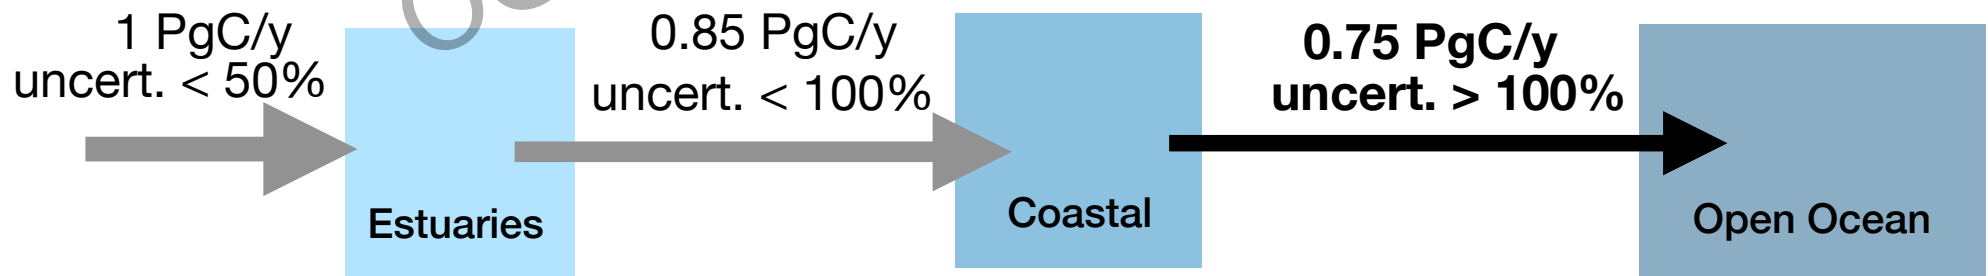 1 PgC/y
uncert. < 50%
0.85 PgC/y
uncert. < 100%
0.75 PgC/y
uncert. > 100%
Estuaries
Coastal
Open Ocean